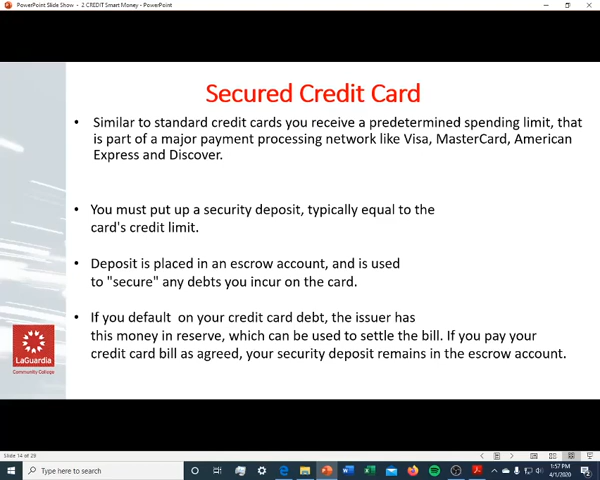 PowerPoint Slide Show - 2 CREDIT Smart Money - PowerPoint
Secured Credit Card
• Similar to standard credit cards you receive a predetermined spending limit, that
is part of a major payment processing network like Visa, MasterCard, American
Express and Discover.
• You must put up a security deposit, typically equal to the
card's credit limit.
• Deposit is placed in an escrow account, and is used
to "secure" any debts you incur on the card.
• If you default on your credit card debt, the issuer has
this money in reserve, which can be used to settle the bill. If you pay your
credit card bill as agreed, your security deposit remains in the escrow account.
LaGuardia
Community College
Slide 14 of 29
Type here to search
1:57 PM
4/1/2020